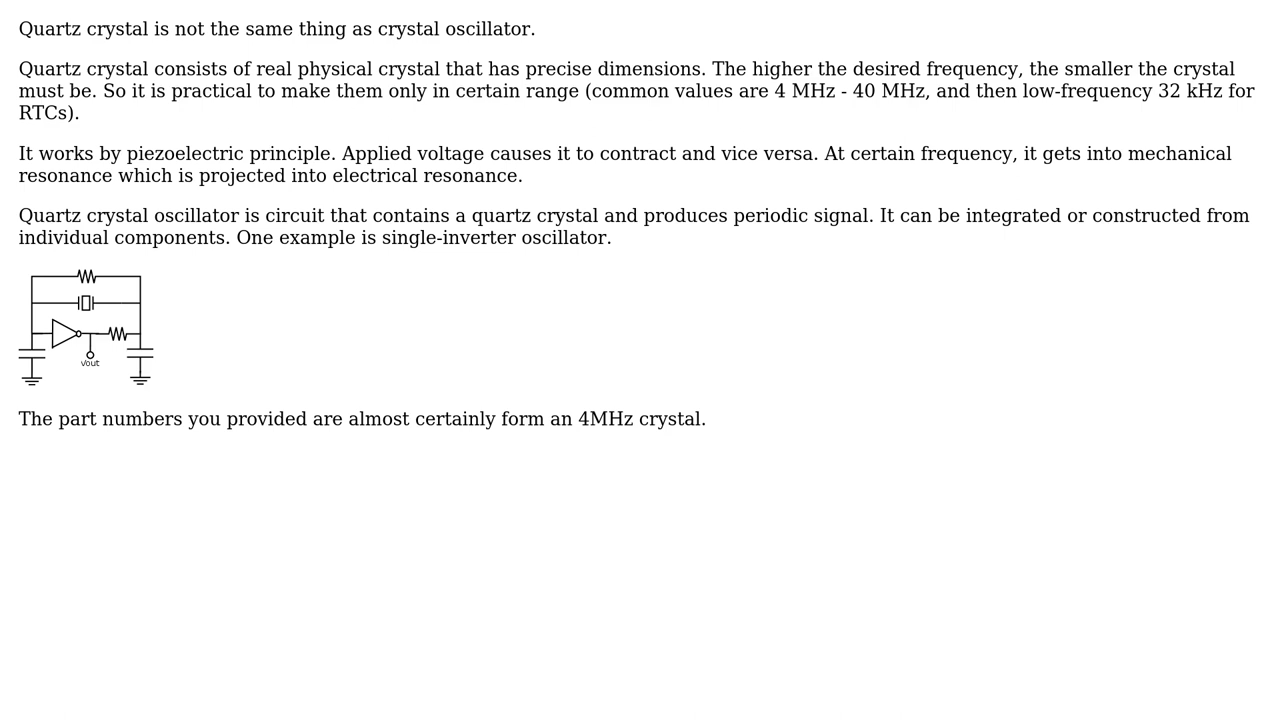 Quartz crystal is not the same thing as crystal oscillator.
Quartz crystal consists of real physical crystal that has precise dimensions. The higher the desired frequency, the smaller the crystal
must be. So it is practical to make them only in certain range (common values are 4 MHz - 40 MHz, and then low-frequency 32 kHz for
RTCs).
It works by piezoelectric principle. Applied voltage causes it to contract and vice versa. At certain frequency, it gets into mechanical
resonance which is projected into electrical resonance.
Quartz crystal oscillator is circuit that contains a quartz crystal and produces periodic signal. It can be integrated or constructed from
individual components. One example is single-inverter oscillator.
Vout
The part numbers you provided are almost certainly form an 4MHz crystal.